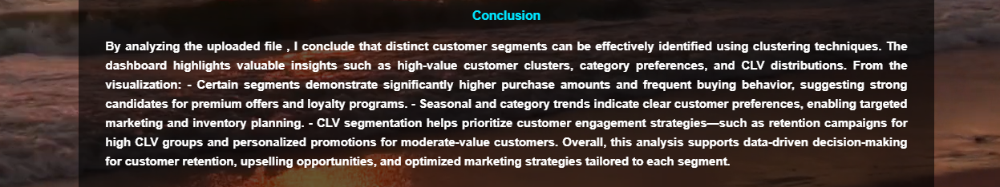 Conclusion
By analyzing the uploaded file , I conclude that distinct customer segments can be effectively identified using clustering techniques. The
dashboard highlights valuable insights such as high-value customer clusters, category preferences, and CLV distributions. From the
visualization: - Certain segments demonstrate significantly higher purchase amounts and frequent buying behavior, suggesting strong
candidates for premium offers and loyalty programs. - Seasonal and category trends indicate clear customer preferences, enabling targeted
marketing and inventory planning. - CLV segmentation helps prioritize customer engagement strategies—such as retention campaigns for
high CLV groups and personalized promotions for moderate-value customers. Overall, this analysis supports data-driven decision-making
for customer retention, upselling opportunities, and optimized marketing strategies tailored to each segment.